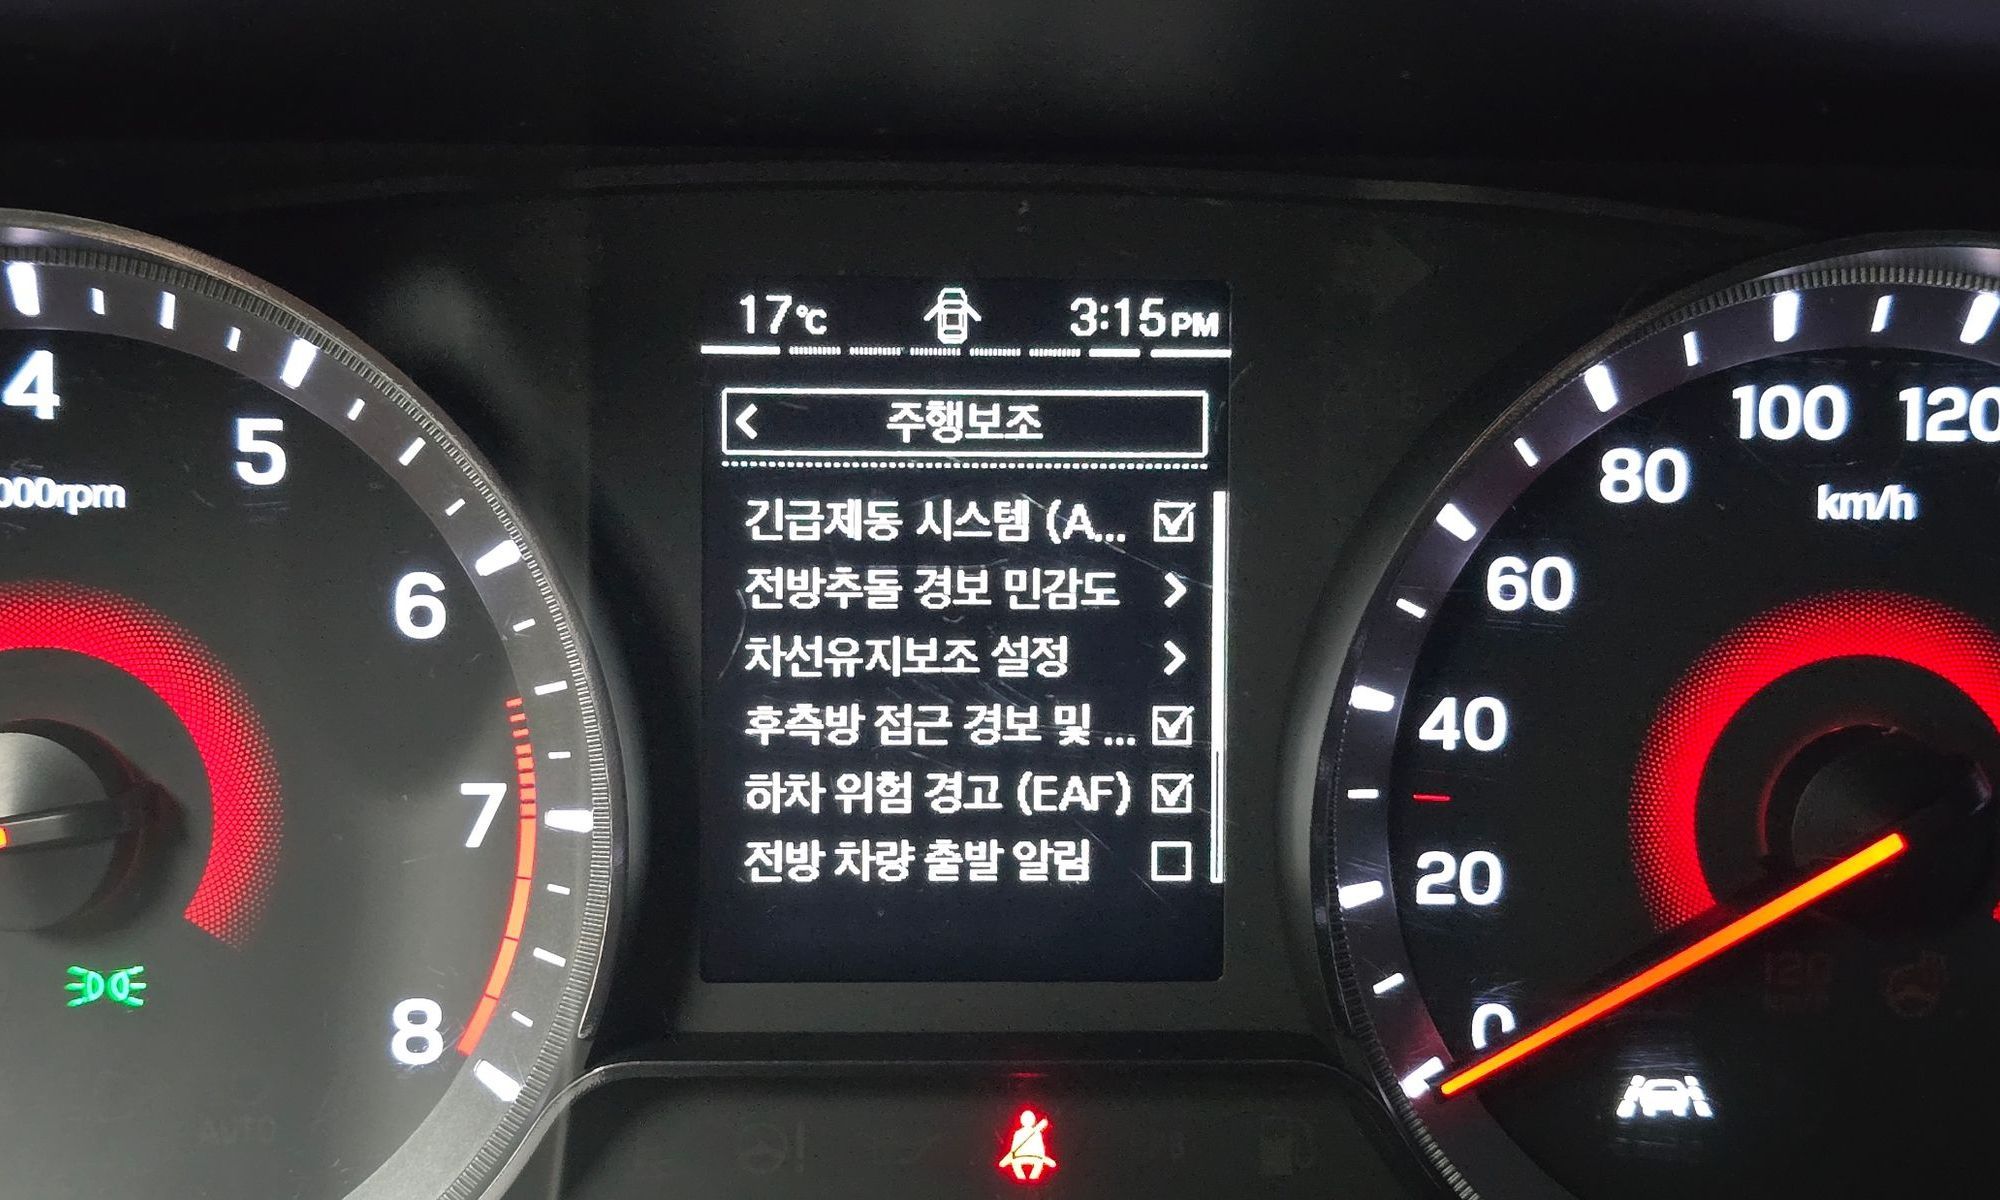 17℃ 3:15PM
주행보조
긴급제동 시스템 (A...
전방추돌 경보 민감도
차선유지보조 설정
후측방 접근 경보 및 ...
하차 위험 경고 (EAF)
전방 차량 출발 알림
4
5
000rpm
6
7
8
AUTO
120
100
80
km/h
60
40
20
0